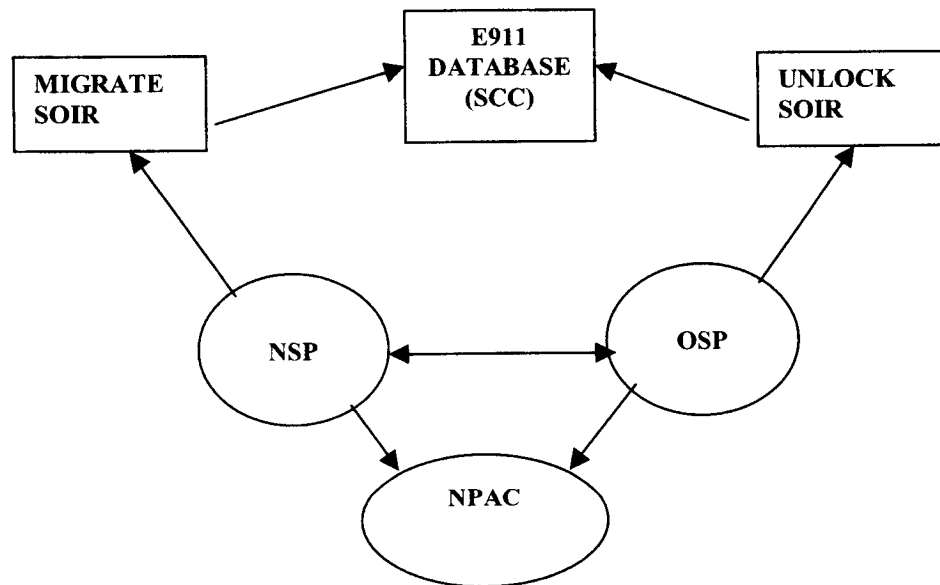 E911
DATABASE
(SCC)
MIGRATE
SOIR
UNLOCK
SOIR
NSP
OSP
NPAC